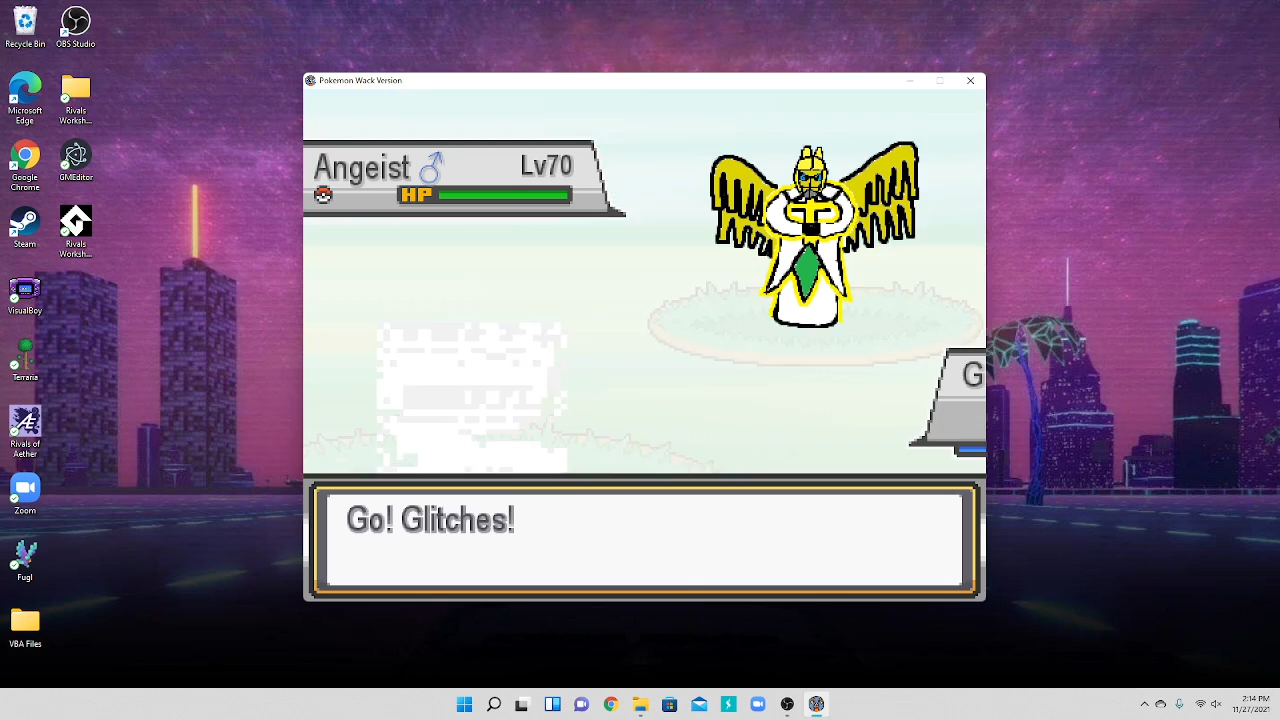 Recycle Bin
OBS Studio
Microsoft
Edge
Rivals
Worksh...
Google
Chrome
GMEditor
Steam
Rivals
Worksh...
VisualBoy
Terraria
Rivals of
Aether
Zoom
Fugl
VBA Files
Pokemon Wack Version
Angeist ♂ Lv70
HP
G
Go! Glitches!
2:14 PM
11/27/2021